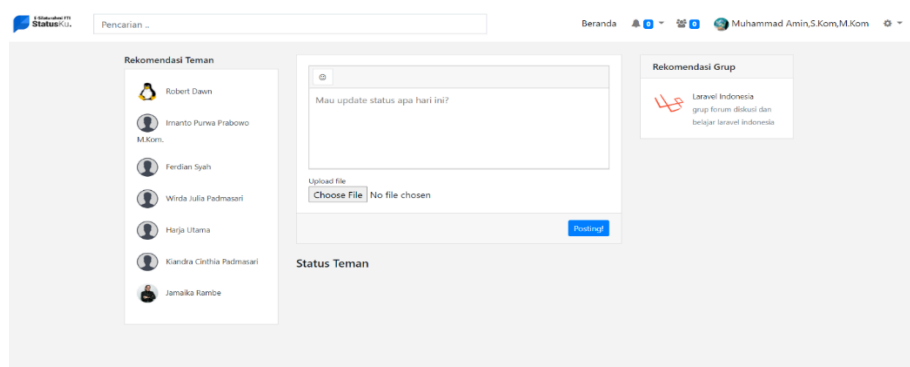 StatusKu.
Pencarian ..
Beranda
0
0
Muhammad Amin,S.Kom,M.Kom
Rekomendasi Teman
Robert Dawn
Imanto Purwa Prabowo
M.Kom.
Ferdian Syah
Wirda Julia Padmasari
Harja Utama
Kiandra Cinthia Padmasari
Jamaika Rambe
Mau update status apa hari ini?
Upload file
Choose File No file chosen
Posting!
Status Teman
Rekomendasi Grup
Laravel Indonesia
grup forum diskusi dan
belajar laravel indonesia